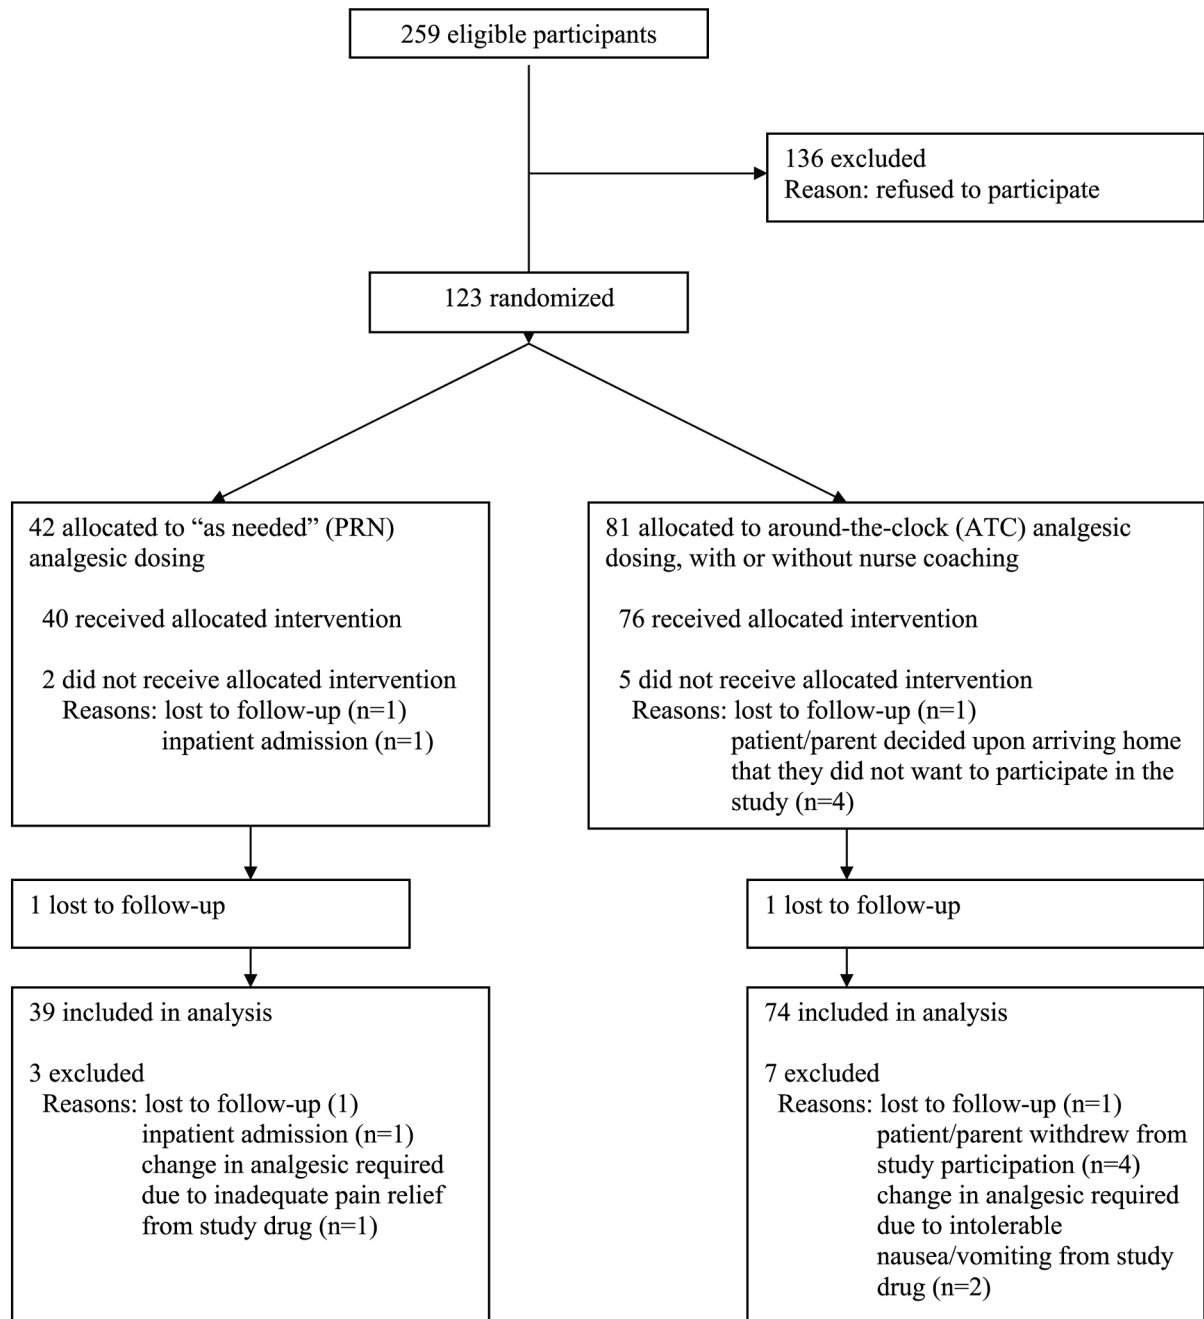 259 eligible participants
136 excluded
Reason: refused to participate
123 randomized
42 allocated to “as needed” (PRN)
analgesic dosing
40 received allocated intervention
2 did not receive allocated intervention
Reasons: lost to follow-up (n=1)
inpatient admission (n=1)
81 allocated to around-the-clock (ATC) analgesic
dosing, with or without nurse coaching
76 received allocated intervention
5 did not receive allocated intervention
Reasons: lost to follow-up (n=1)
patient/parent decided upon arriving home
that they did not want to participate in the
study (n=4)
1 lost to follow-up
1 lost to follow-up
39 included in analysis
3 excluded
Reasons: lost to follow-up (1)
inpatient admission (n=1)
change in analgesic required
due to inadequate pain relief
from study drug (n=1)
74 included in analysis
7 excluded
Reasons: lost to follow-up (n=1)
patient/parent withdrew from
study participation (n=4)
change in analgesic required
due to intolerable
nausea/vomiting from study
drug (n=2)